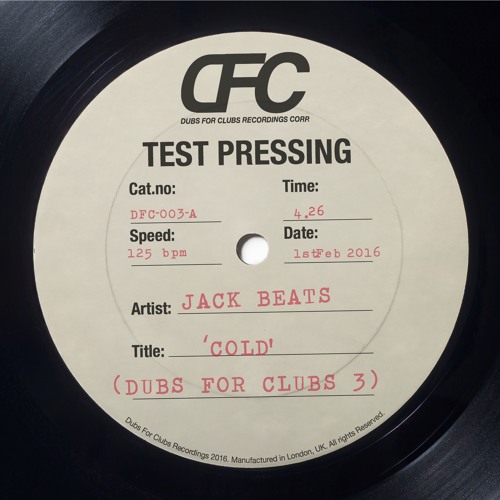 DFC
DUBS FOR CLUBS RECORDINGS CORR
TEST PRESSING
Cat.no: Time:
DFC-003-A 4.26
Speed: Date:
125 bpm 1stFeb 2016
Artist: JACK BEATS
Title: 'COLD'
(DUBS FOR CLUBS 3)
Dubs For Clubs Recordings 2016. Manufactured in London, UK. All rights Reserved.